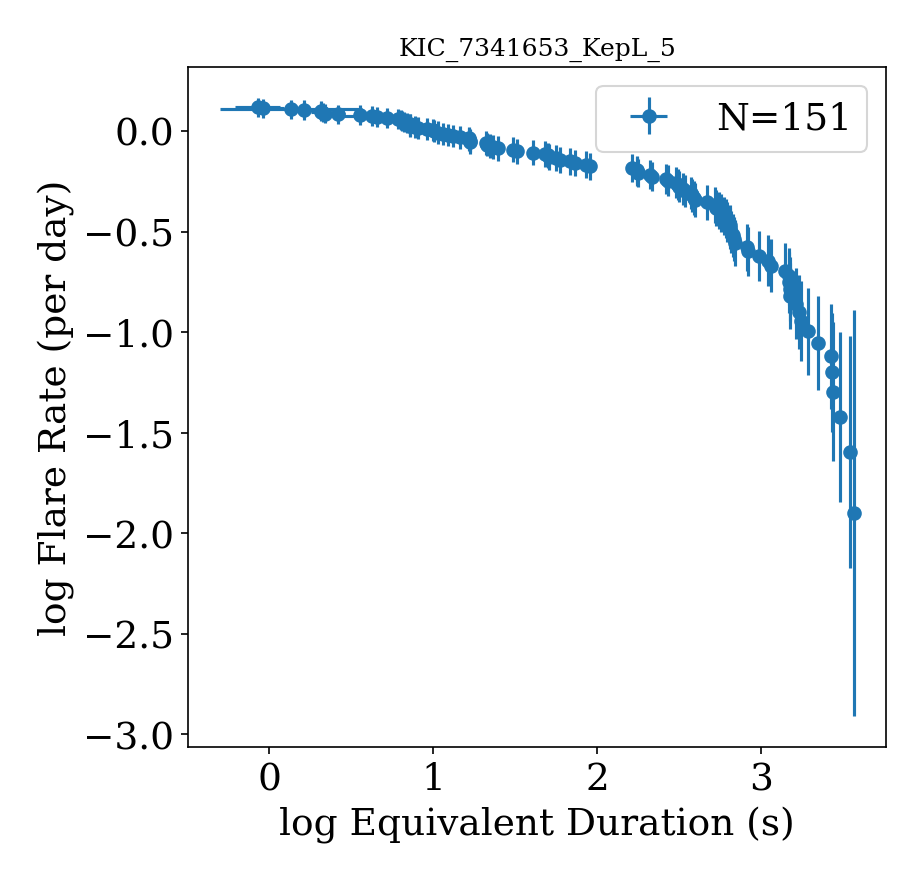 KIC_7341653_KepL_5
N=151
log Flare Rate (per day)
0.0
−0.5
−1.0
−1.5
−2.0
−2.5
−3.0
0 1 2 3
log Equivalent Duration (s)